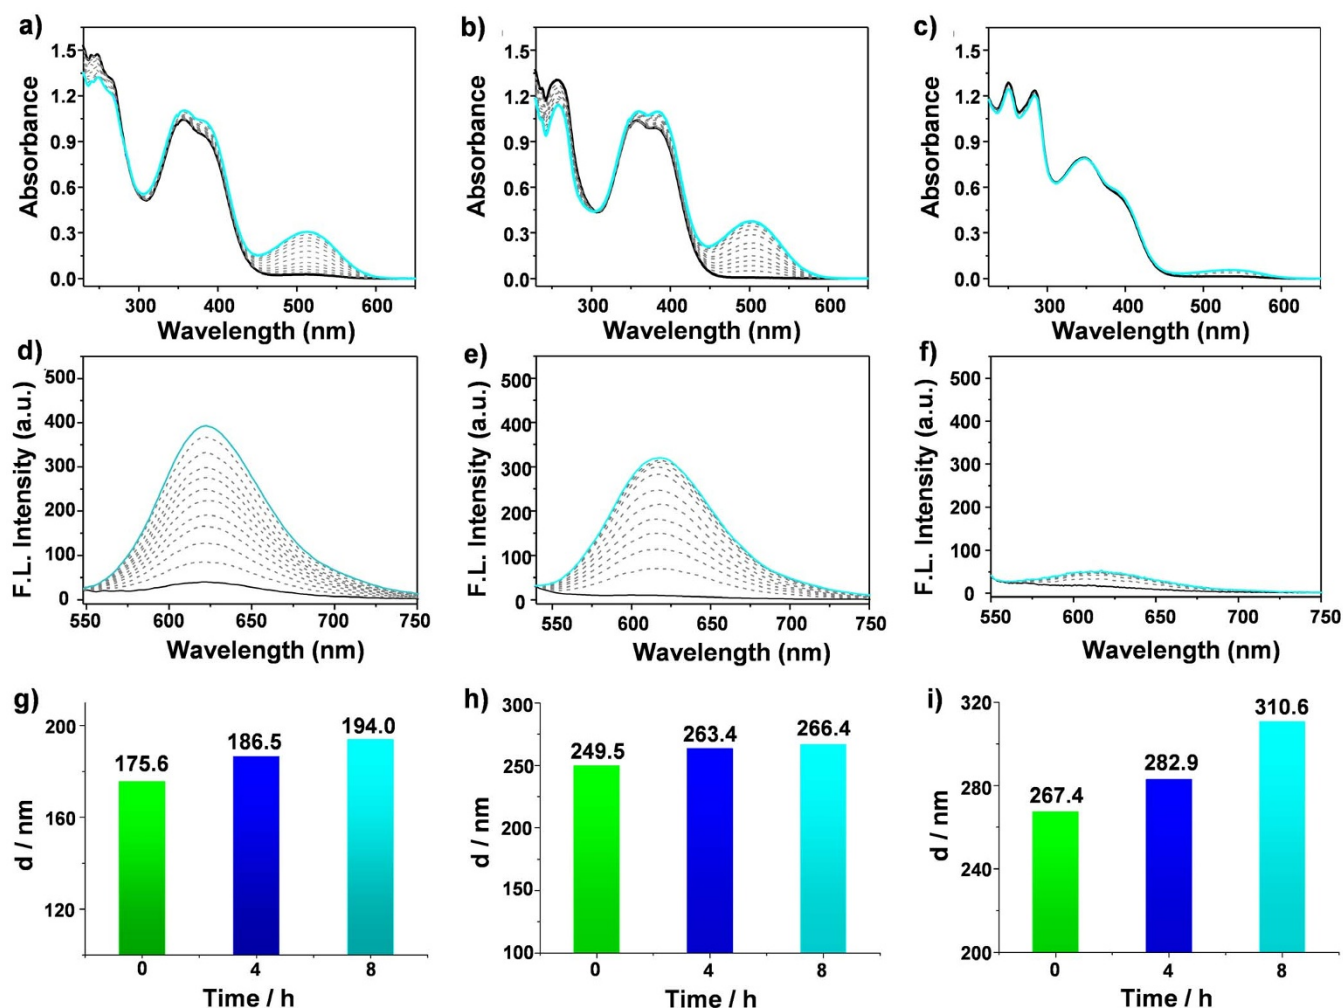 a)
1.5
1.2
0.9
0.6
0.3
0.0
Absorbance
300 400 500 600
Wavelength (nm)
b)
1.5
1.2
0.9
0.6
0.3
0.0
Absorbance
300 400 500 600
Wavelength (nm)
c)
1.5
1.2
0.9
0.6
0.3
0.0
Absorbance
300 400 500 600
Wavelength (nm)
d)
500
400
300
200
100
0
F.L. Intensity (a.u.)
550 600 650 700 750
Wavelength (nm)
e)
500
400
300
200
100
0
F.L. Intensity (a.u.)
550 600 650 700 750
Wavelength (nm)
f)
500
400
300
200
100
0
F.L. Intensity (a.u.)
550 600 650 700 750
Wavelength (nm)
g)
200
160
120
d / nm
175.6
186.5
194.0
0 4 8
Time / h
h)
300
250
200
150
100
d / nm
249.5
263.4
266.4
0 4 8
Time / h
i)
320
280
240
200
d / nm
267.4
282.9
310.6
0 4 8
Time / h